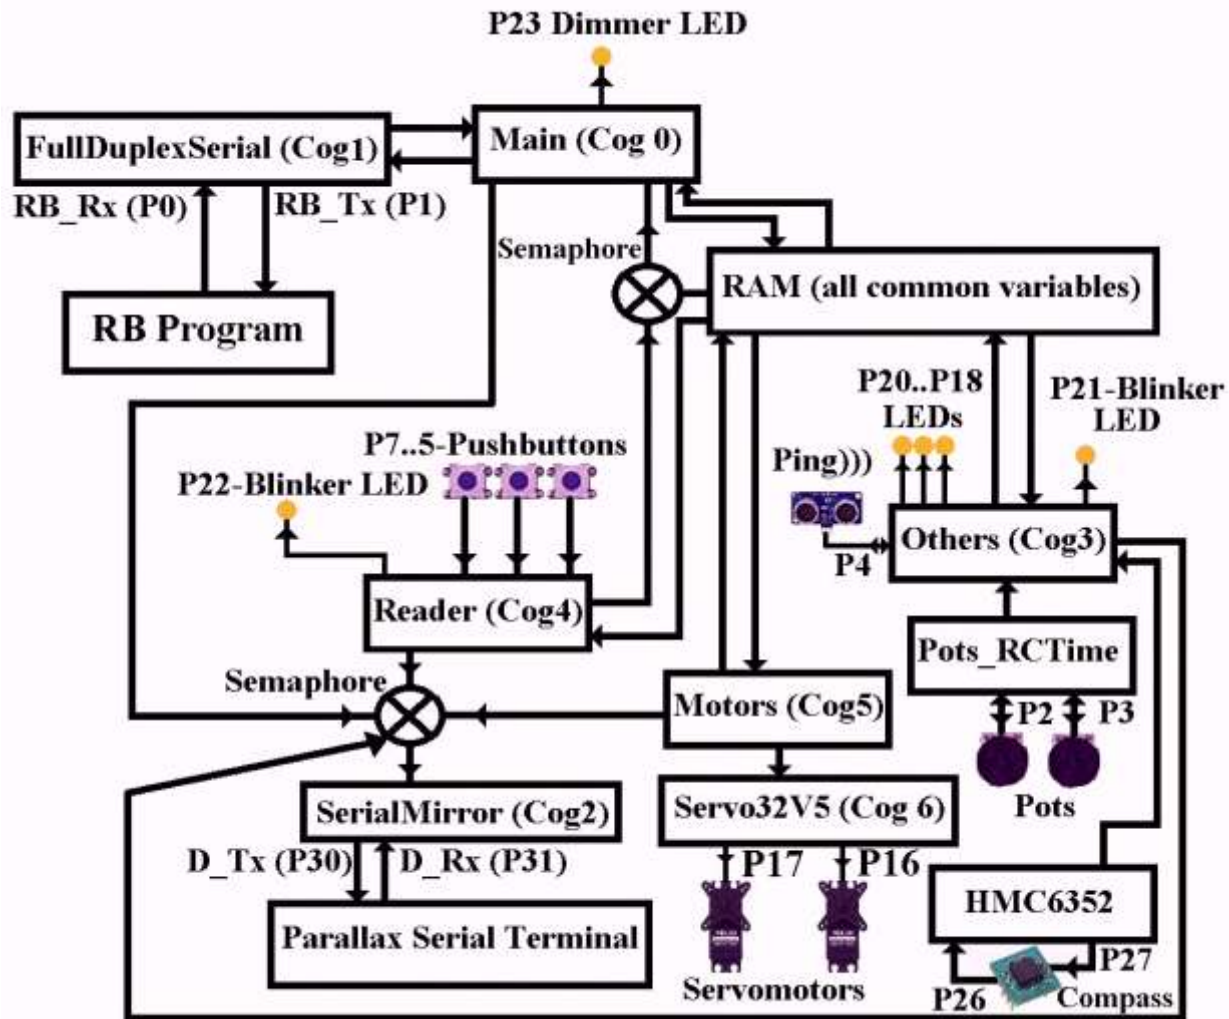 P23 Dimmer LED
FullDuplexSerial (Cog1)
Main (Cog 0)
RB_Rx (P0)
RB_Tx (P1)
Semaphore
RAM (all common variables)
RB Program
P20..P18
LEDs
P21-Blinker
LED
P7..5-Pushbuttons
Ping)))
P22-Blinker LED
Others (Cog3)
P4
Reader (Cog4)
Pots_RCTime
Semaphore
Motors (Cog5)
P2
P3
SerialMirror (Cog2)
Servo32V5 (Cog 6)
Pots
D_Tx (P30)
D_Rx (P31)
P17
P16
HMC6352
Parallax Serial Terminal
P27
Servomotors
P26
Compass